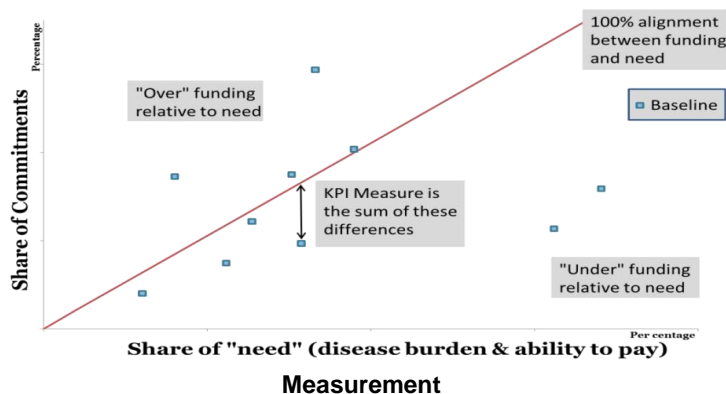 Percentage
Share of Commitments
"Over" funding
relative to need
100% alignment
between funding
and need
Baseline
KPI Measure is
the sum of these
differences
"Under" funding
relative to need
Per centage
Share of "need" (disease burden & ability to pay)
Measurement